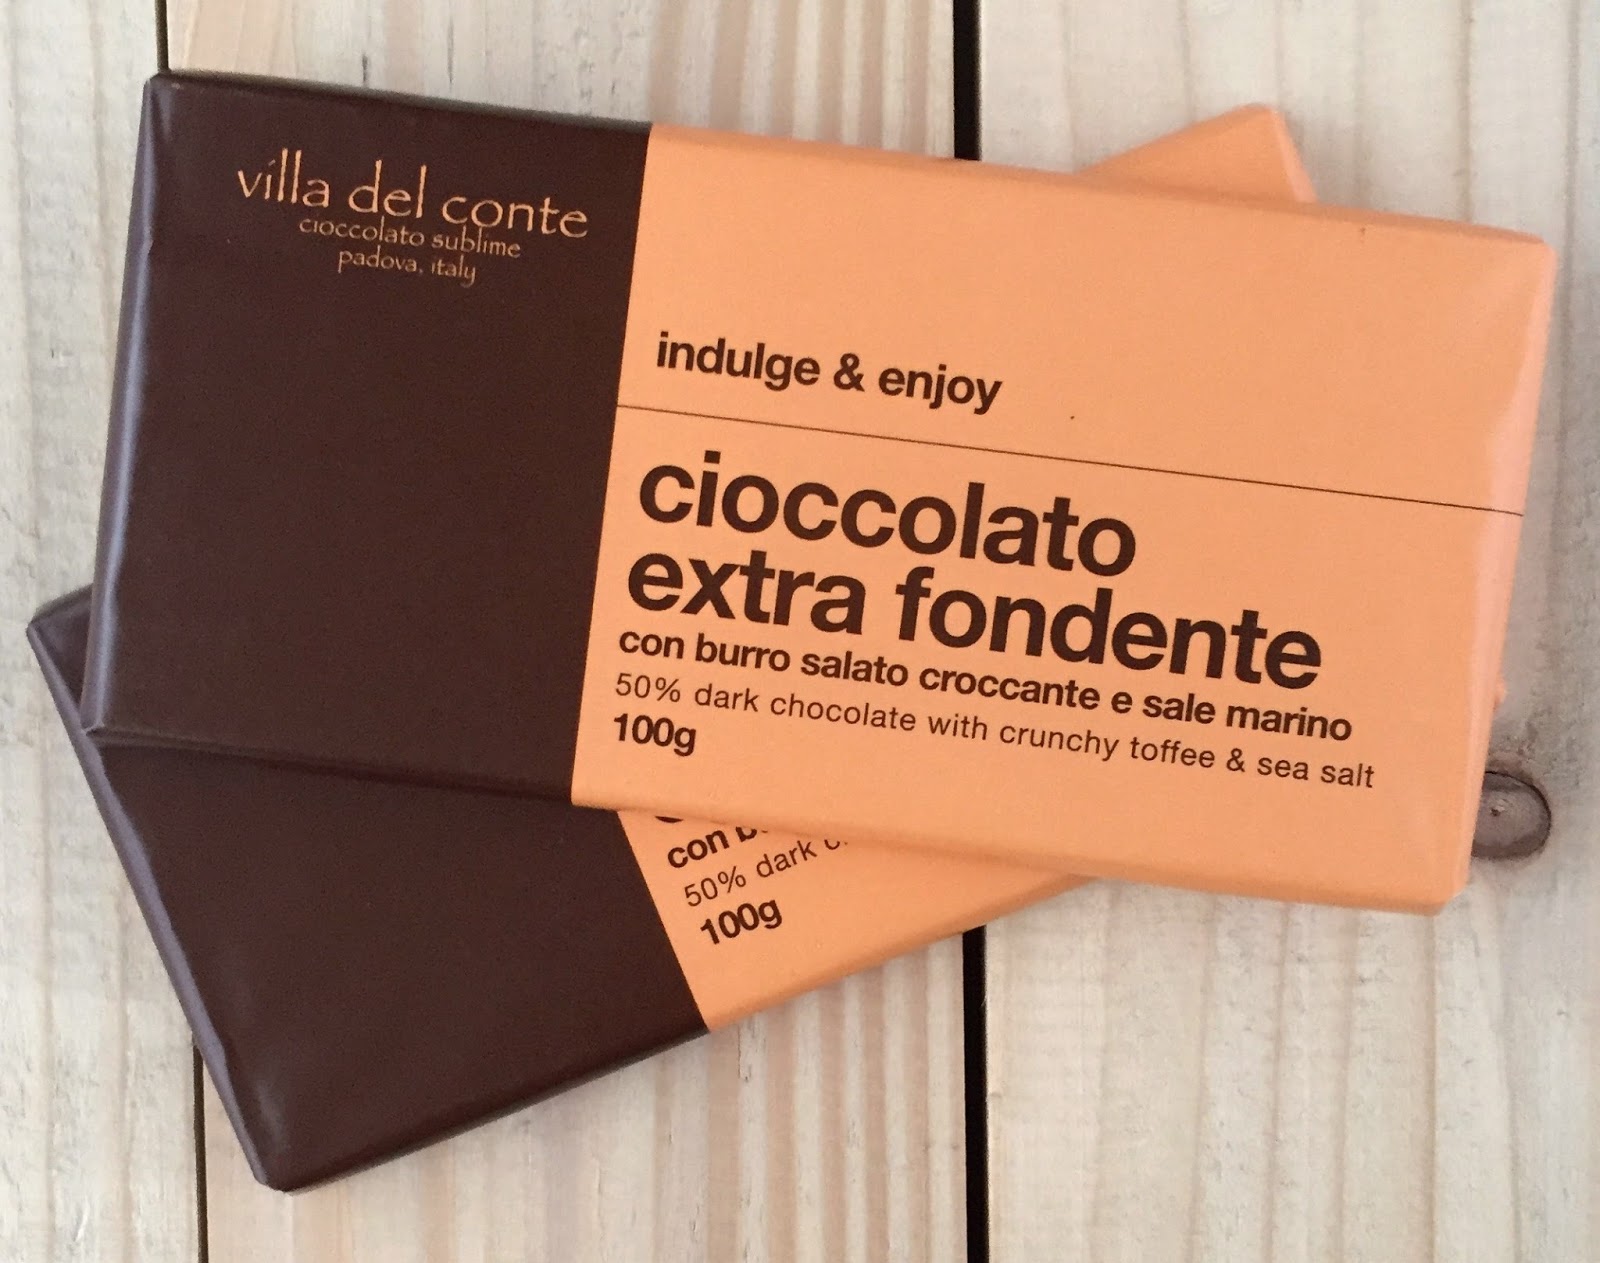 villa del conte
cioccolato sublime
padova, italy
indulge & enjoy
cioccolato
extra fondente
con burro salato croccante e sale marino
50% dark chocolate with crunchy toffee & sea salt
100g
con
50% dark
100g